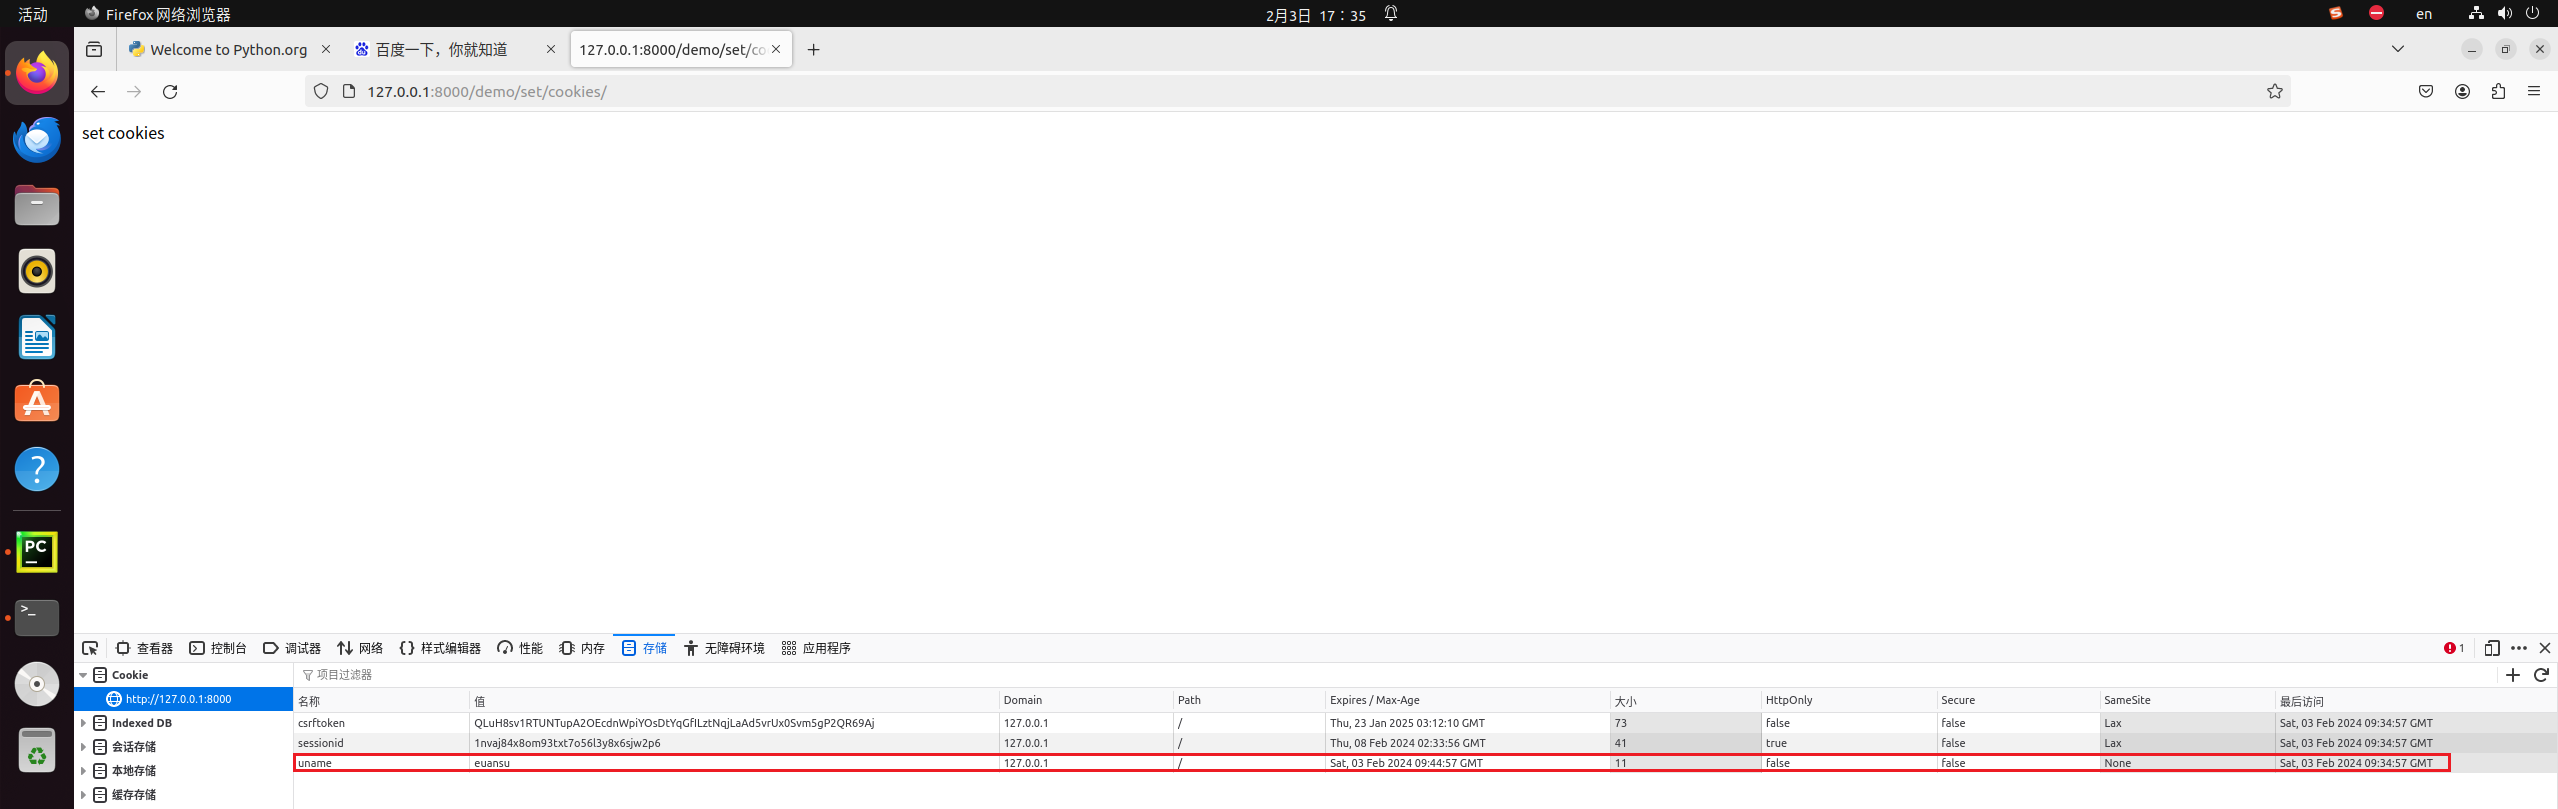 活动 Firefox 网络浏览器 2月3日 17:35 en
Welcome to Python.org 百度一下，你就知道 127.0.0.1:8000/demo/set/co
127.0.0.1:8000/demo/set/cookies/
set cookies
查看器 控制台 调试器 网络 样式编辑器 性能 内存 存储 无障碍环境 应用程序 1
Cookie 项目过滤器
http://127.0.0.1:8000
Indexed DB
会话存储
本地存储
缓存存储
名称 值 Domain Path Expires / Max-Age 大小 HttpOnly Secure SameSite 最后访问
csrftoken QLuH8sv1RTUNTupA2OEcdnWpiYOsDtYqGfILztNqjLaAd5vrUx0Svm5gP2QR69Aj 127.0.0.1 / Thu, 23 Jan 2025 03:12:10 GMT 73 false false Lax Sat, 03 Feb 2024 09:34:57 GMT
sessionid 1nvaj84x8om93txt7o56l3y8x6sjw2p6 127.0.0.1 / Thu, 08 Feb 2024 02:33:56 GMT 41 true false Lax Sat, 03 Feb 2024 09:34:57 GMT
uname euansu 127.0.0.1 / Sat, 03 Feb 2024 09:44:57 GMT 11 false false None Sat, 03 Feb 2024 09:34:57 GMT
PC